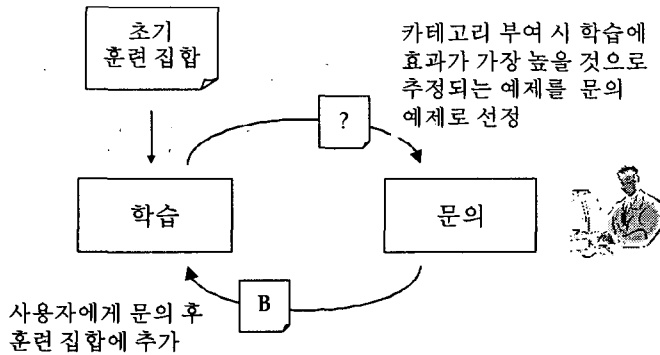 초기
훈련 집합
카테고리 부여 시 학습에
효과가 가장 높을 것으로
추정되는 예제를 문의
예제로 선정
?
학습
문의
B
사용자에게 문의 후
훈련 집합에 추가